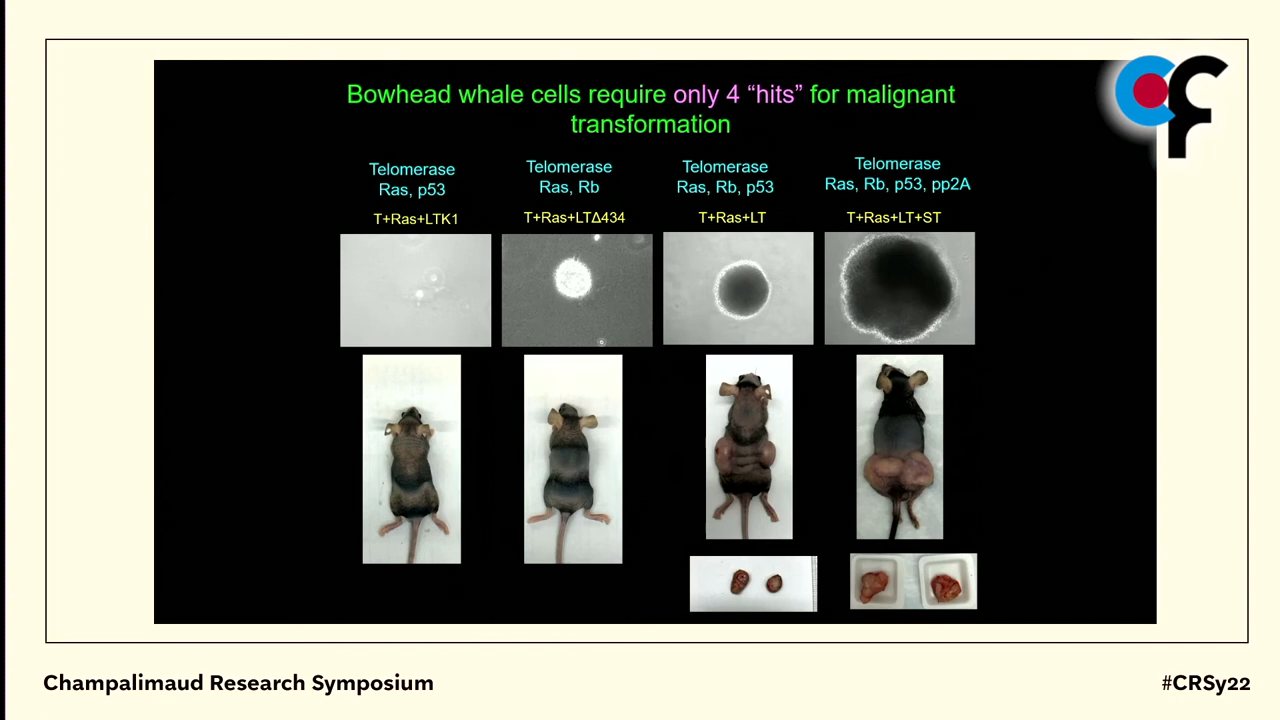 Bowhead whale cells require only 4 “hits” for malignant
transformation
Telomerase
Ras, p53
T+Ras+LTK1
Telomerase
Ras, Rb
T+Ras+LTΔ434
Telomerase
Ras, Rb, p53
T+Ras+LT
Telomerase
Ras, Rb, p53, pp2A
T+Ras+LT+ST
cf
Champalimaud Research Symposium
#CRSy22